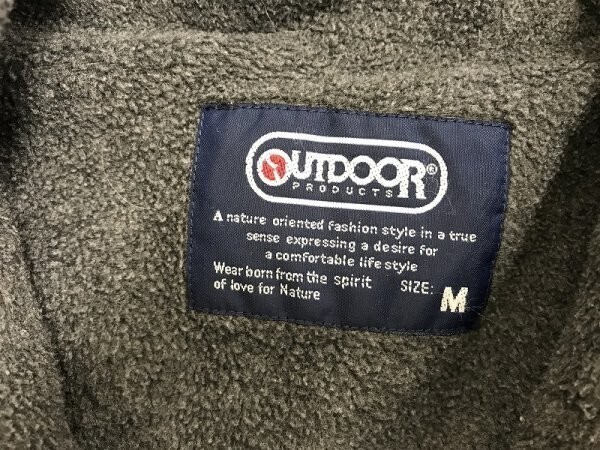 OUTDOOR®
PRODUCTS
A nature oriented fashion style in a true
sense expressing a desire for
a comfortable life style
Wear born from the spirit
of love for Nature
SIZE: M